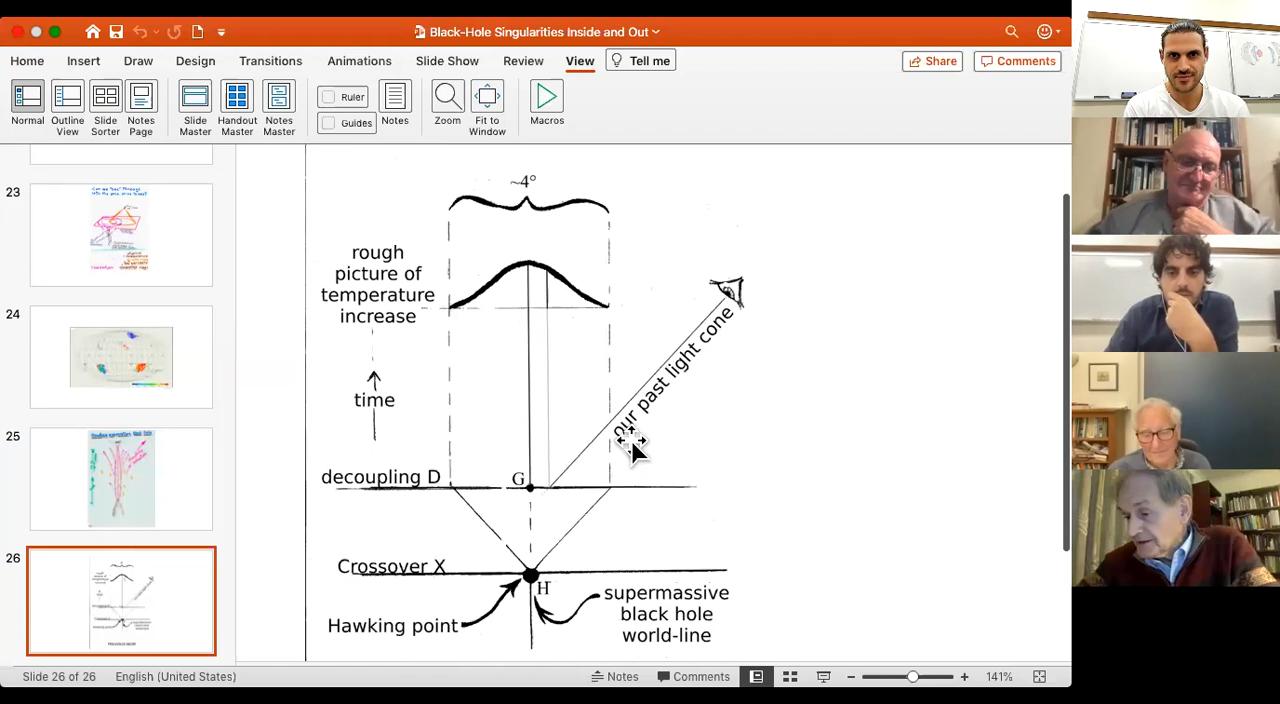 Black-Hole Singularities Inside and Out
Home Insert Draw Design Transitions Animations Slide Show Review View Tell me Share Comments
Normal Outline View Slide Sorter Notes Page Slide Master Handout Master Notes Master Ruler Guides Notes Zoom Fit to Window Macros
23
24
25
26
~4°
rough
picture of
temperature
increase
time
our past light cone
decoupling D
G
Crossover X
H
Hawking point
supermassive
black hole
world-line
Slide 26 of 26 English (United States) Notes Comments 141%